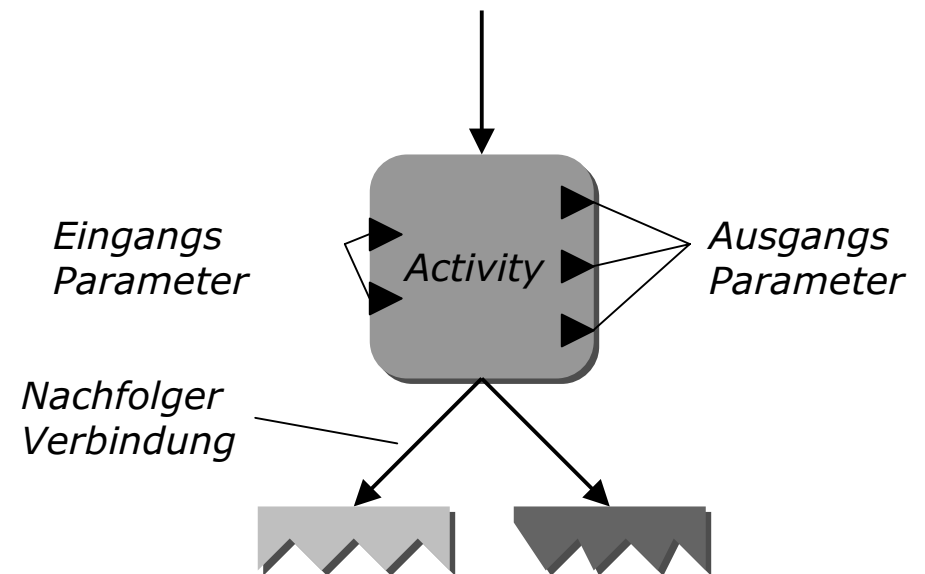 Eingangs
Parameter
Activity
Ausgangs
Parameter
Nachfolger
Verbindung